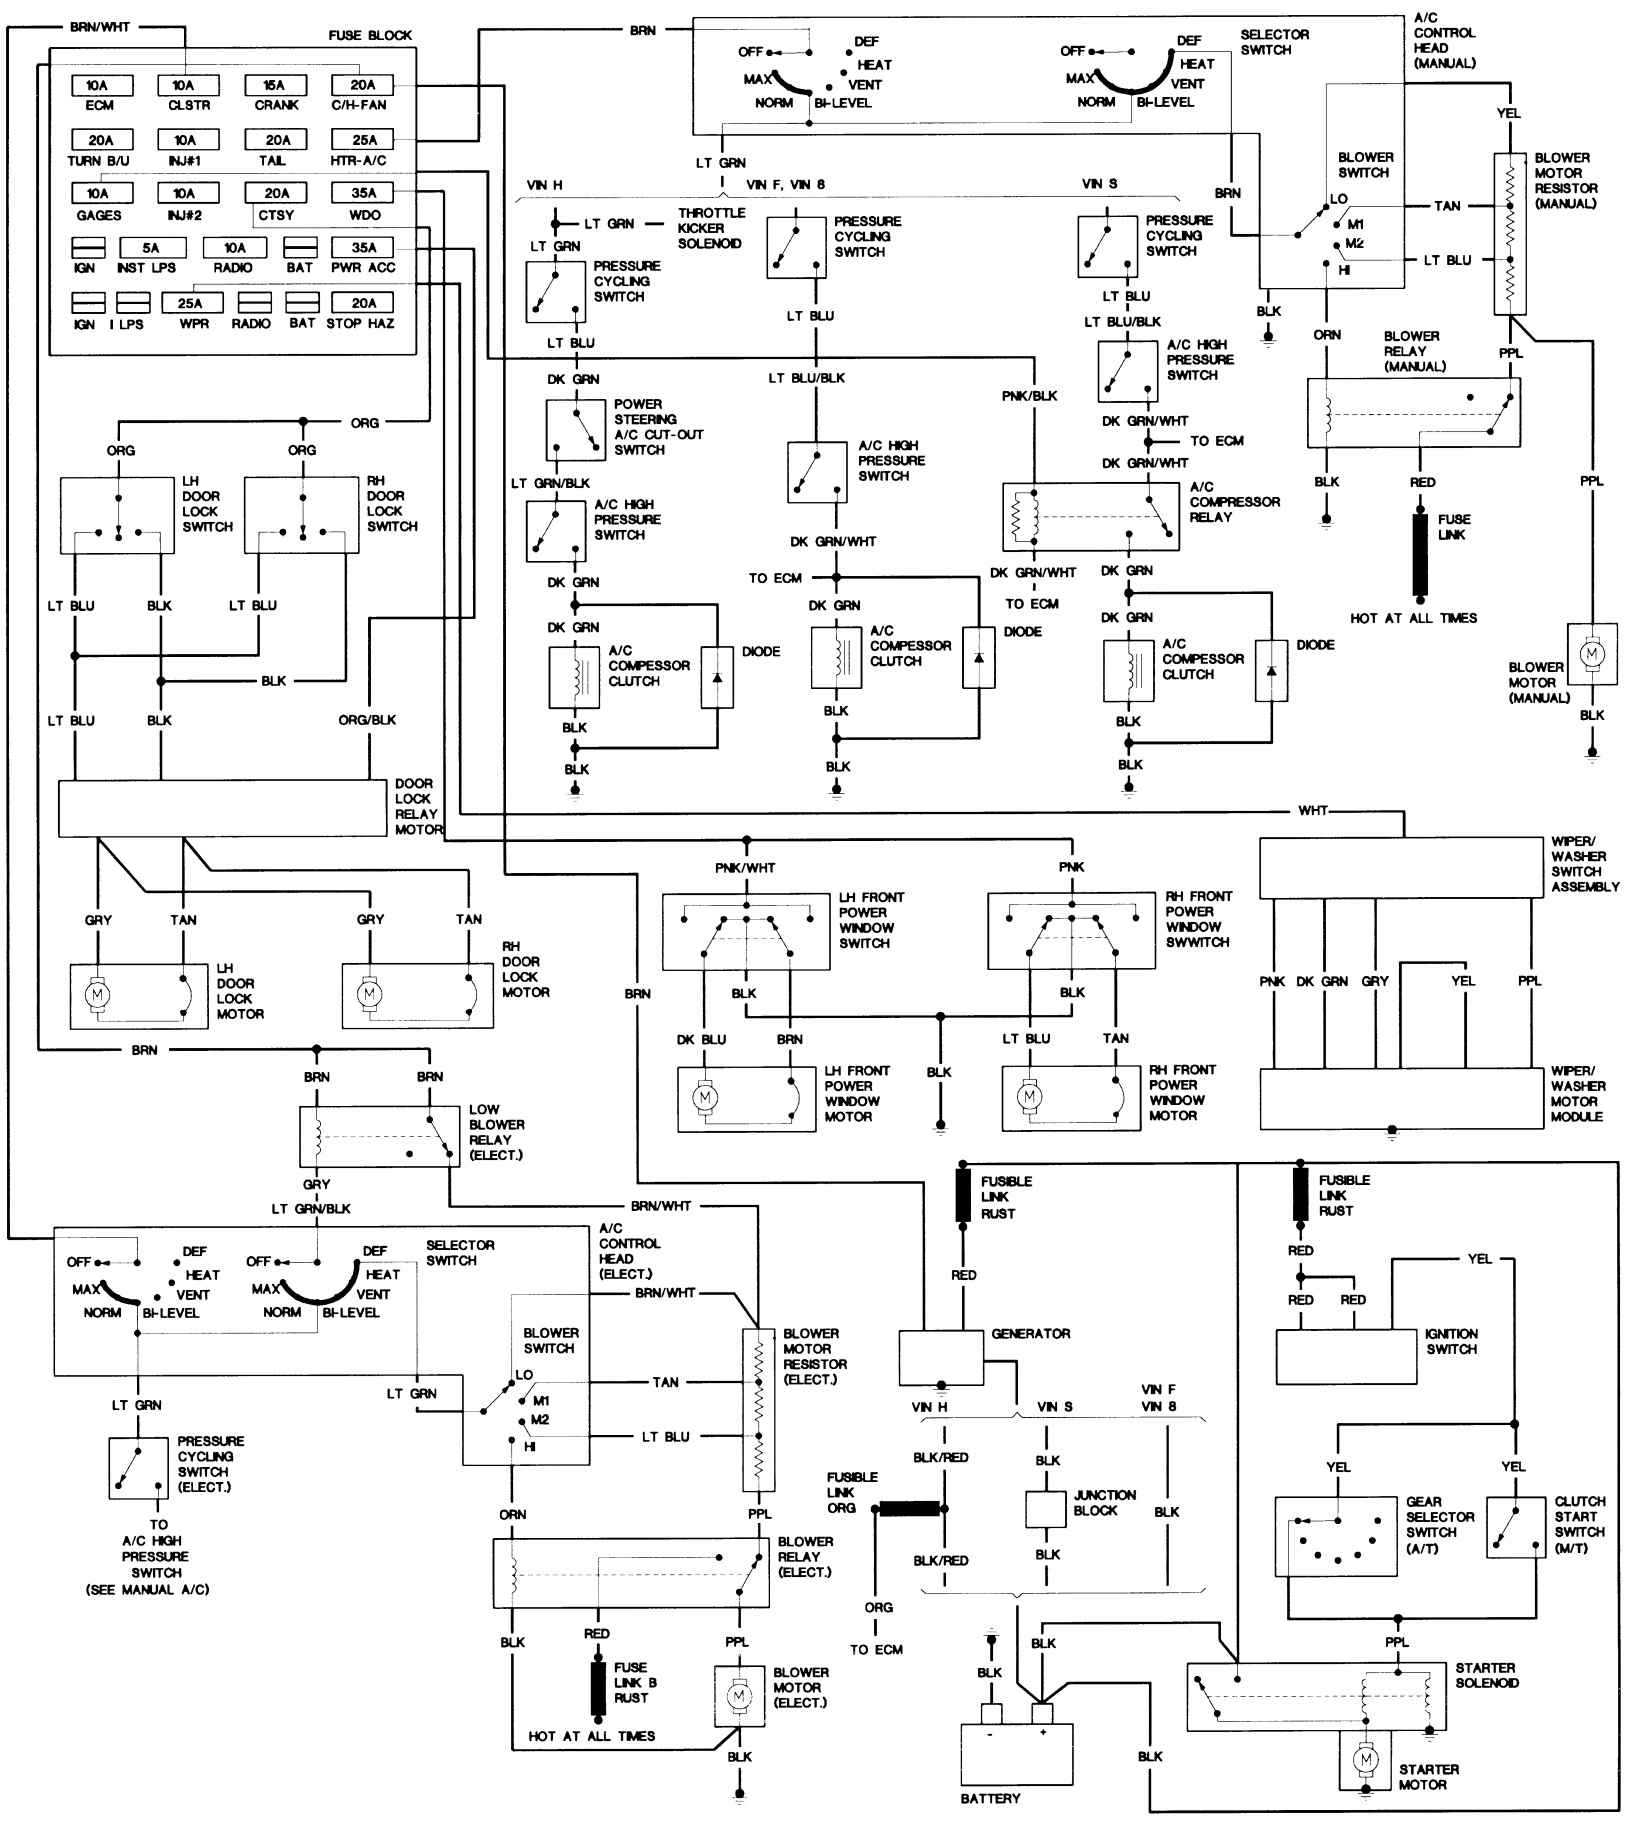 BRN/WHT
FUSE BLOCK
10A
10A
15A
20A
ECM
CLSTR
CRANK
C/H-FAN
20A
10A
20A
25A
TURN B/U
INJ#1
TAIL
HTR-A/C
10A
10A
20A
35A
GAGES
INJ#2
CTSY
WDO
5A
10A
35A
IGN
INST LPS
RADIO
BAT
PWR ACC
25A
20A
IGN
I LPS
WPR
RADIO
BAT
STOP HAZ
BRN
OFF
DEF
HEAT
MAX
VENT
NORM
BI-LEVEL
OFF
DEF
HEAT
MAX
VENT
NORM
BI-LEVEL
SELECTOR
SWITCH
A/C
CONTROL
HEAD
(MANUAL)
YEL
BLOWER
SWITCH
BLOWER
MOTOR
RESISTOR
(MANUAL)
LO
M1
M2
HI
TAN
LT BLU
LT GRN
BRN
VIN H
VIN F, VIN 8
VIN S
LT GRN
THROTTLE
KICKER
SOLENOID
LT GRN
PRESSURE
CYCLING
SWITCH
PRESSURE
CYCLING
SWITCH
PRESSURE
CYCLING
SWITCH
LT BLU
LT BLU
LT BLU
LT BLU/BLK
BLK
ORN
BLOWER
RELAY
(MANUAL)
PPL
DK GRN
LT BLU/BLK
A/C HIGH
PRESSURE
SWITCH
PNK/BLK
POWER
STEERING
A/C CUT-OUT
SWITCH
DK GRN/WHT
TO ECM
DK GRN/WHT
A/C HIGH
PRESSURE
SWITCH
LT GRN/BLK
A/C HIGH
PRESSURE
SWITCH
A/C
COMPRESSOR
RELAY
BLK
RED
PPL
FUSE
LINK
HOT AT ALL TIMES
DK GRN/WHT
DK GRN
TO ECM
DK GRN/WHT
DK GRN
TO ECM
DK GRN
DK GRN
DK GRN
A/C
COMPESSOR
CLUTCH
DIODE
A/C
COMPESSOR
CLUTCH
DIODE
A/C
COMPESSOR
CLUTCH
DIODE
M
BLOWER
MOTOR
(MANUAL)
BLK
BLK
BLK
BLK
BLK
BLK
BLK
ORG
ORG
ORG
LH
DOOR
LOCK
SWITCH
RH
DOOR
LOCK
SWITCH
LT BLU
BLK
LT BLU
BLK
LT BLU
BLK
ORG/BLK
DOOR
LOCK
RELAY
MOTOR
GRY
TAN
GRY
TAN
M
LH
DOOR
LOCK
MOTOR
M
RH
DOOR
LOCK
MOTOR
WHT
PNK/WHT
PNK
LH FRONT
POWER
WINDOW
SWITCH
RH FRONT
POWER
WINDOW
SWWITCH
BRN
BLK
BLK
DK BLU
BRN
LT BLU
TAN
BLK
M
LH FRONT
POWER
WINDOW
MOTOR
M
RH FRONT
POWER
WINDOW
MOTOR
WIPER/
WASHER
SWITCH
ASSEMBLY
PNK
DK GRN
GRY
YEL
PPL
WIPER/
WASHER
MOTOR
MODULE
BRN
BRN
BRN
LOW
BLOWER
RELAY
(ELECT.)
GRY
LT GRN/BLK
BRN/WHT
OFF
DEF
HEAT
MAX
VENT
NORM
BI-LEVEL
OFF
DEF
HEAT
MAX
VENT
NORM
BI-LEVEL
SELECTOR
SWITCH
A/C
CONTROL
HEAD
(ELECT.)
BRN/WHT
BLOWER
SWITCH
BLOWER
MOTOR
RESISTOR
(ELECT.)
LO
M1
M2
HI
TAN
LT BLU
LT GRN
LT GRN
PRESSURE
CYCLING
SWITCH
(ELECT.)
TO
A/C HIGH
PRESSURE
SWITCH
(SEE MANUAL A/C)
ORN
PPL
BLOWER
RELAY
(ELECT.)
BLK
RED
PPL
FUSE
LINK B
RUST
M
BLOWER
MOTOR
(ELECT.)
HOT AT ALL TIMES
BLK
FUSIBLE
LINK
RUST
FUSIBLE
LINK
RUST
RED
RED
YEL
RED
RED
GENERATOR
IGNITION
SWITCH
VIN H
VIN S
VIN F
VIN 8
BLK/RED
BLK
FUSIBLE
LINK
ORG
JUNCTION
BLOCK
BLK
BLK/RED
BLK
ORG
TO ECM
YEL
YEL
GEAR
SELECTOR
SWITCH
(A/T)
CLUTCH
START
SWITCH
(M/T)
PPL
BLK
BLK
STARTER
SOLENOID
-
+
BATTERY
BLK
M
STARTER
MOTOR